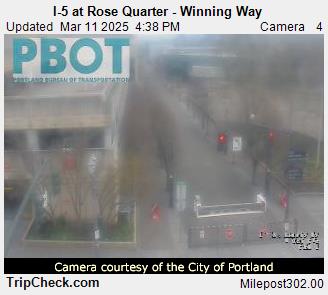 I-5 at Rose Quarter - Winning Way
Updated Mar 11 2025 4:38 PM Camera 4
PBOT
PORTLAND BUREAU OF TRANSPORTATION
Camera courtesy of the City of Portland
TripCheck.com Milepost302.00